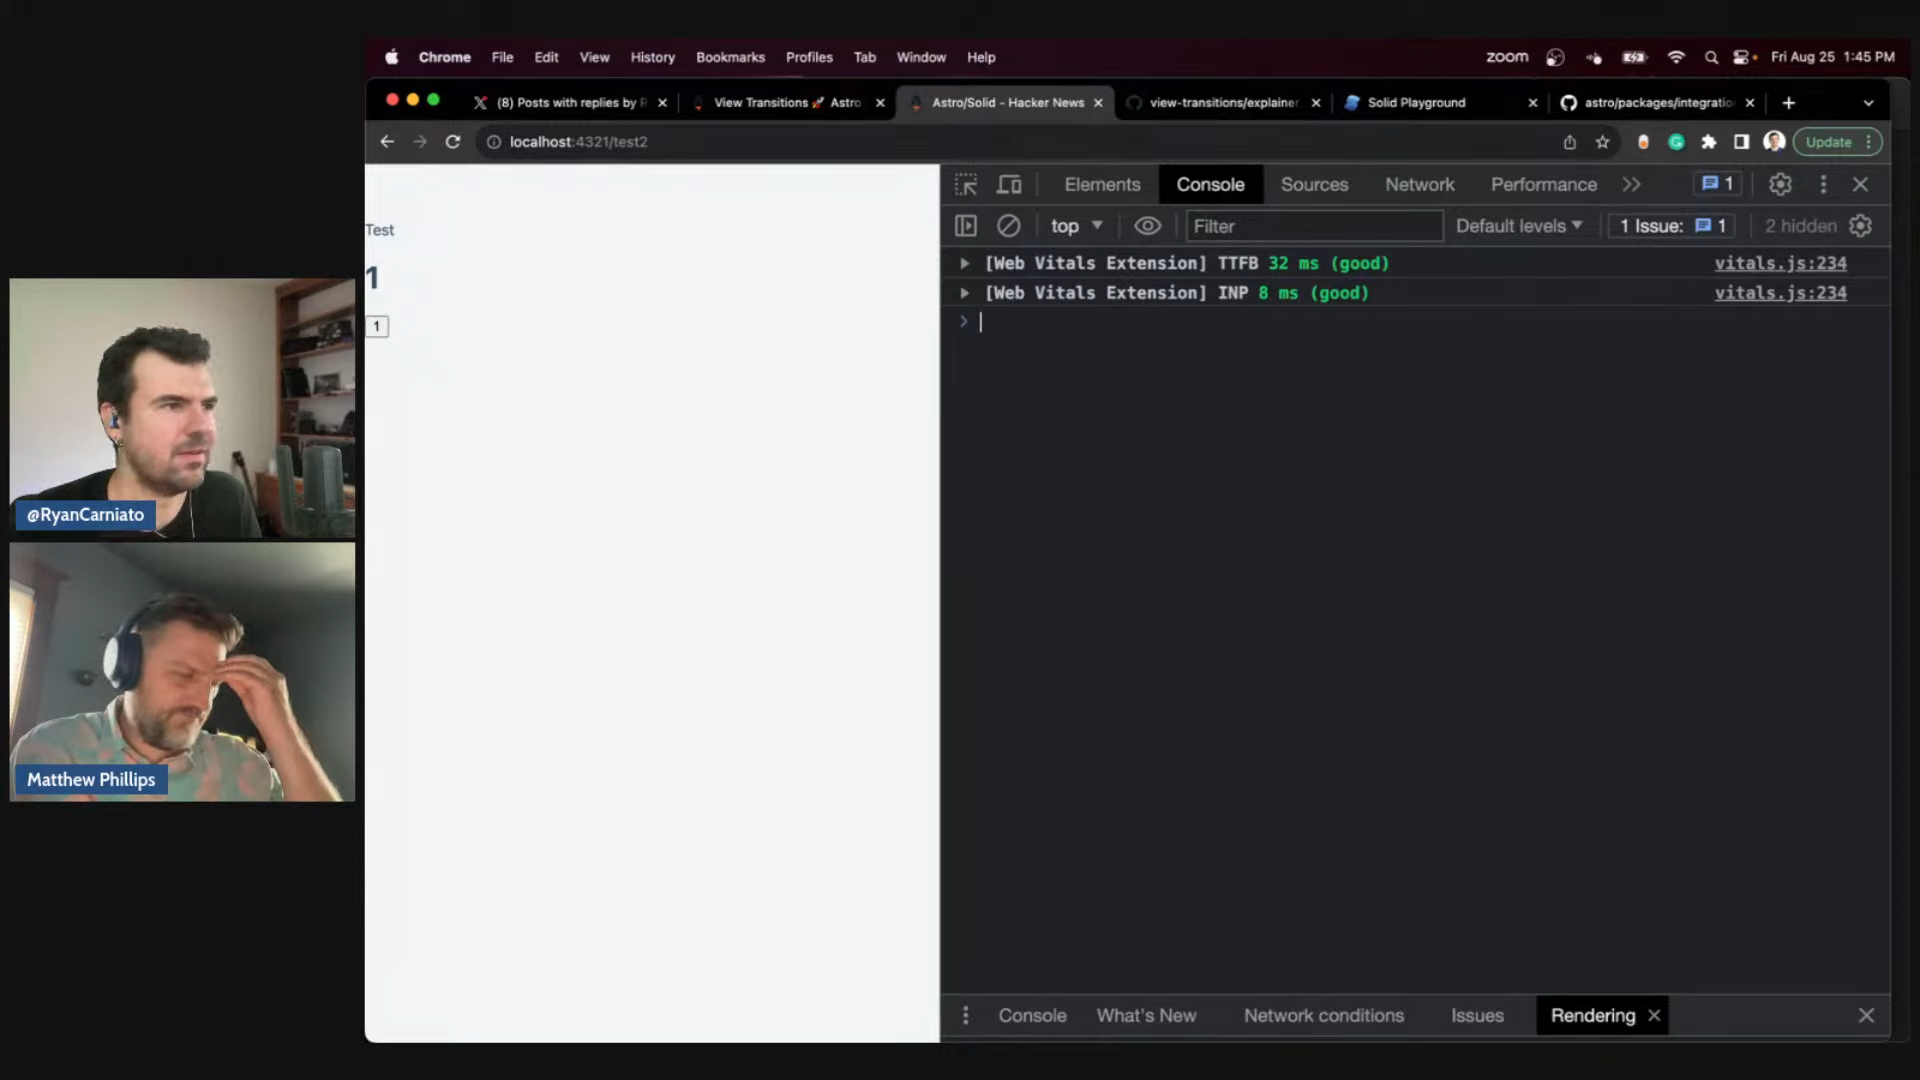 Chrome File Edit View History Bookmarks Profiles Tab Window Help zoom Fri Aug 25 1:45 PM
(8) Posts with replies by R View Transitions 🚀 Astro Astro/Solid - Hacker News view-transitions/explainer Solid Playground astro/packages/integratio
localhost:4321/test2 Update
Elements Console Sources Network Performance 1
top Filter Default levels 1 Issue: 1 2 hidden
Test
1
1
[Web Vitals Extension] TTFB 32 ms (good) vitals.js:234
[Web Vitals Extension] INP 8 ms (good) vitals.js:234
@RyanCarniato
Matthew Phillips
Console What's New Network conditions Issues Rendering